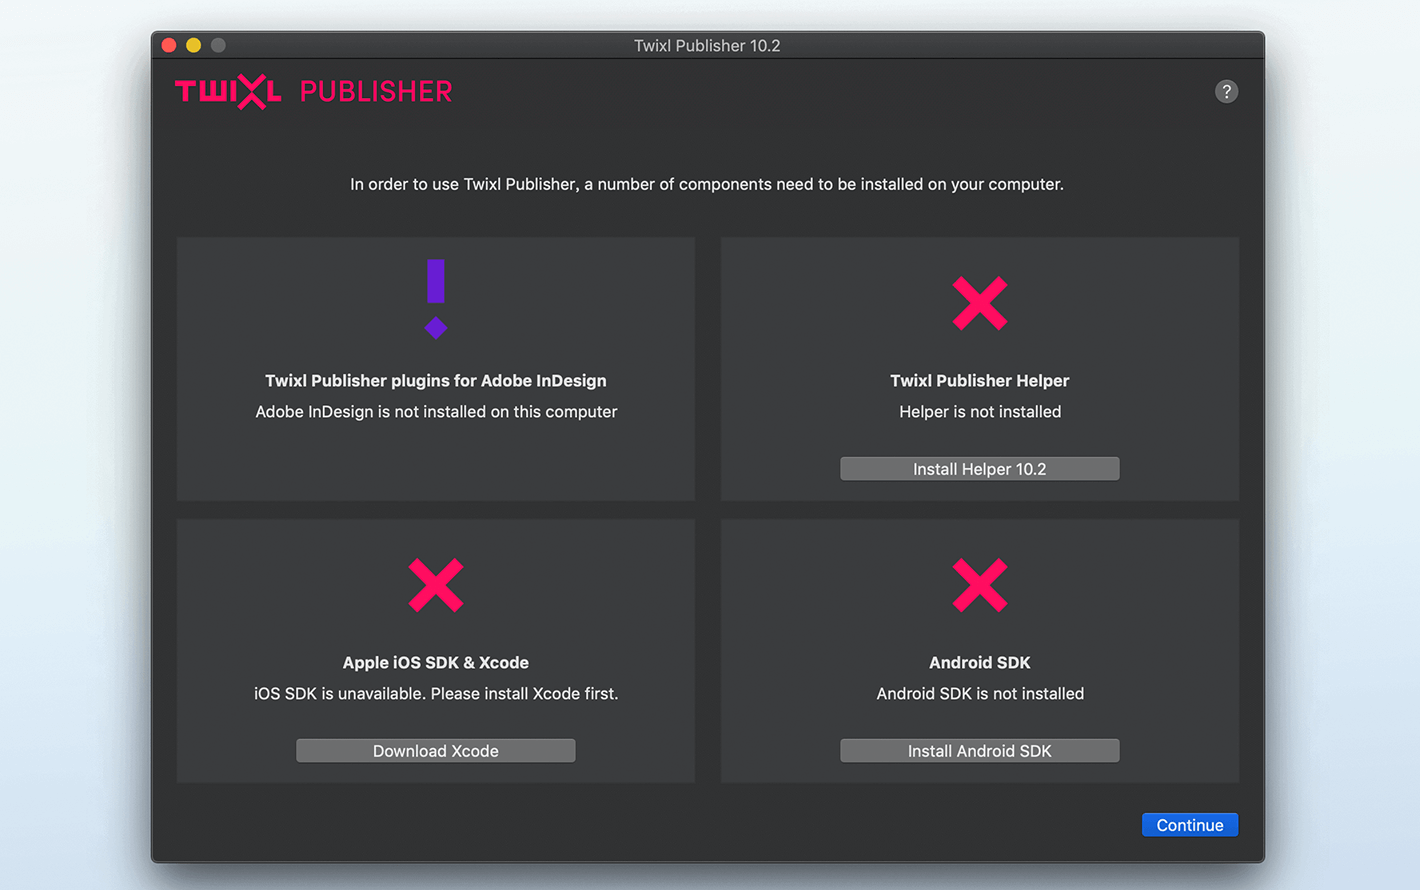 Twixl Publisher 10.2
TWIXL PUBLISHER
?
In order to use Twixl Publisher, a number of components need to be installed on your computer.
Twixl Publisher plugins for Adobe InDesign
Adobe InDesign is not installed on this computer
Twixl Publisher Helper
Helper is not installed
Install Helper 10.2
Apple iOS SDK & Xcode
iOS SDK is unavailable. Please install Xcode first.
Download Xcode
Android SDK
Android SDK is not installed
Install Android SDK
Continue